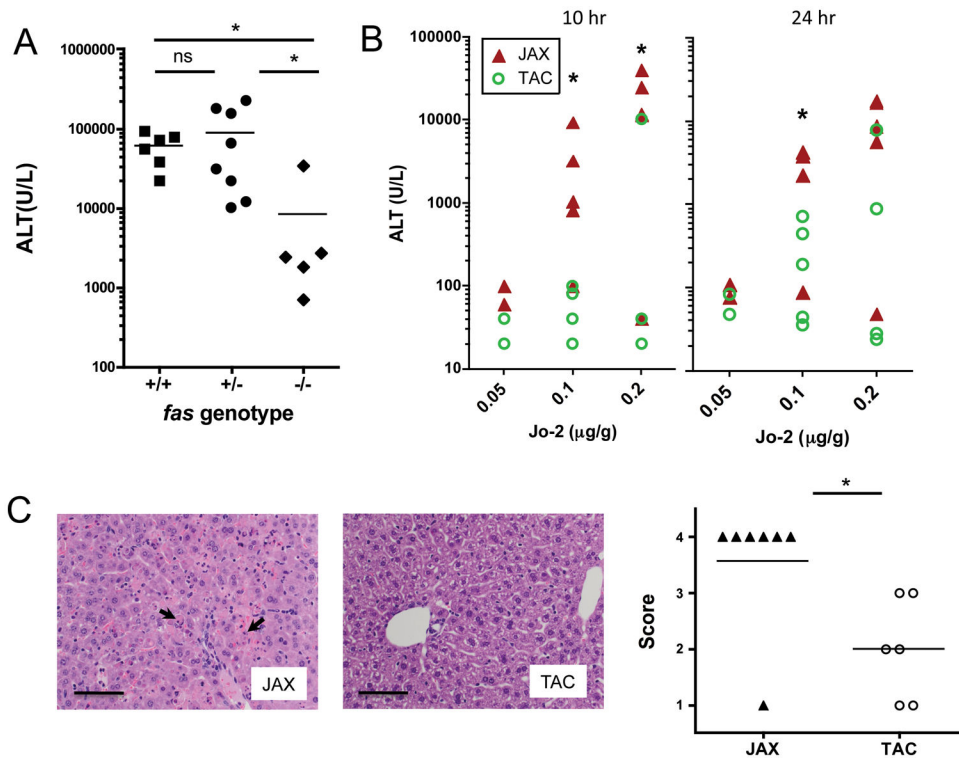 A
*
ns
*
1000000
100000
10000
1000
100
ALT(U/L)
+/+
+/-
-/-
fas genotype
B
10 hr
24 hr
JAX
TAC
*
*
*
100000
10000
1000
100
10
ALT (U/L)
0.05
0.1
0.2
Jo-2 (μg/g)
0.05
0.1
0.2
Jo-2 (μg/g)
C
JAX
TAC
*
4
3
2
1
Score
JAX
TAC